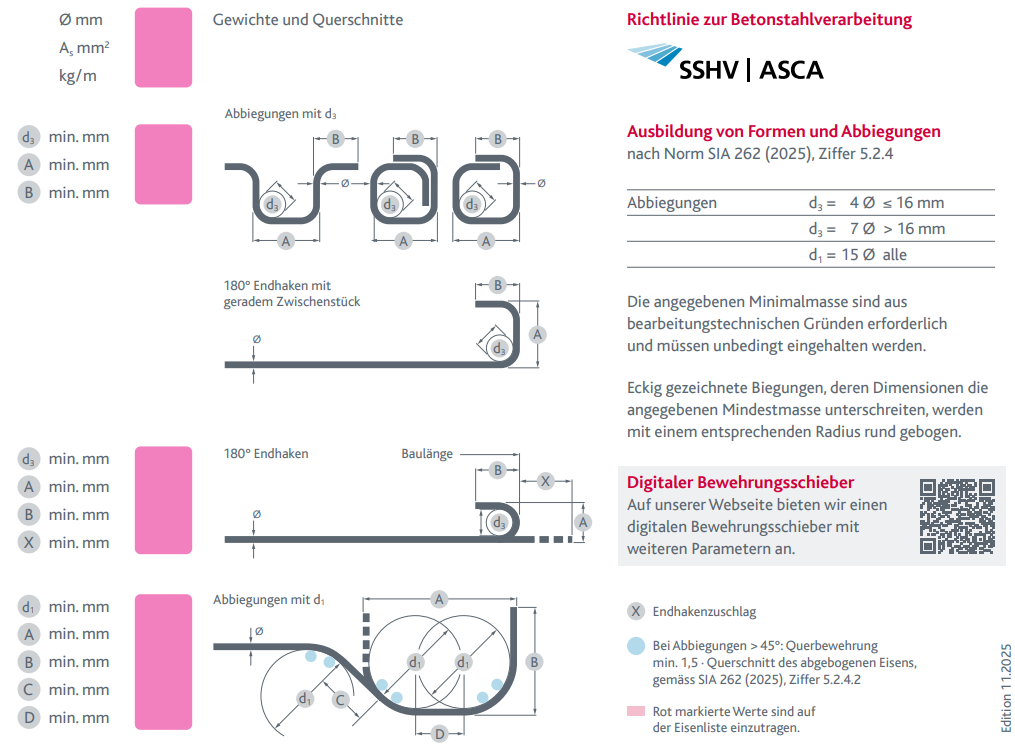 Ø mm
Aₛ mm²
kg/m
Gewichte und Querschnitte
d₃ min. mm
A min. mm
B min. mm
Abbiegungen mit d₃
B
B
B
Ø
Ø
d₃
d₃
d₃
A
A
A
180° Endhaken mit
geradem Zwischenstück
B
Ø
d₃
A
d₃ min. mm
A min. mm
B min. mm
X min. mm
180° Endhaken
Baulänge
B
X
Ø
d₃
A
d₁ min. mm
A min. mm
B min. mm
C min. mm
D min. mm
Abbiegungen mit d₁
A
Ø
d₁
d₁
B
d₁
C
D
Richtlinie zur Betonstahlverarbeitung
SSHV | ASCA
Ausbildung von Formen und Abbiegungen
nach Norm SIA 262 (2025), Ziffer 5.2.4
Abbiegungen d₃ = 4 Ø ≤ 16 mm
d₃ = 7 Ø > 16 mm
d₁ = 15 Ø alle
Die angegebenen Minimalmasse sind aus
bearbeitungstechnischen Gründen erforderlich
und müssen unbedingt eingehalten werden.
Eckig gezeichnete Biegungen, deren Dimensionen die
angegebenen Mindestmasse unterschreiten, werden
mit einem entsprechenden Radius rund gebogen.
Digitaler Bewehrungsschieber
Auf unserer Webseite bieten wir einen
digitalen Bewehrungsschieber mit
weiteren Parametern an.
X Endhakenzuschlag
Bei Abbiegungen > 45°: Querbewehrung
min. 1,5 · Querschnitt des abgebogenen Eisens,
gemäss SIA 262 (2025), Ziffer 5.2.4.2
Rot markierte Werte sind auf
der Eisenliste einzutragen.
Edition 11.2025